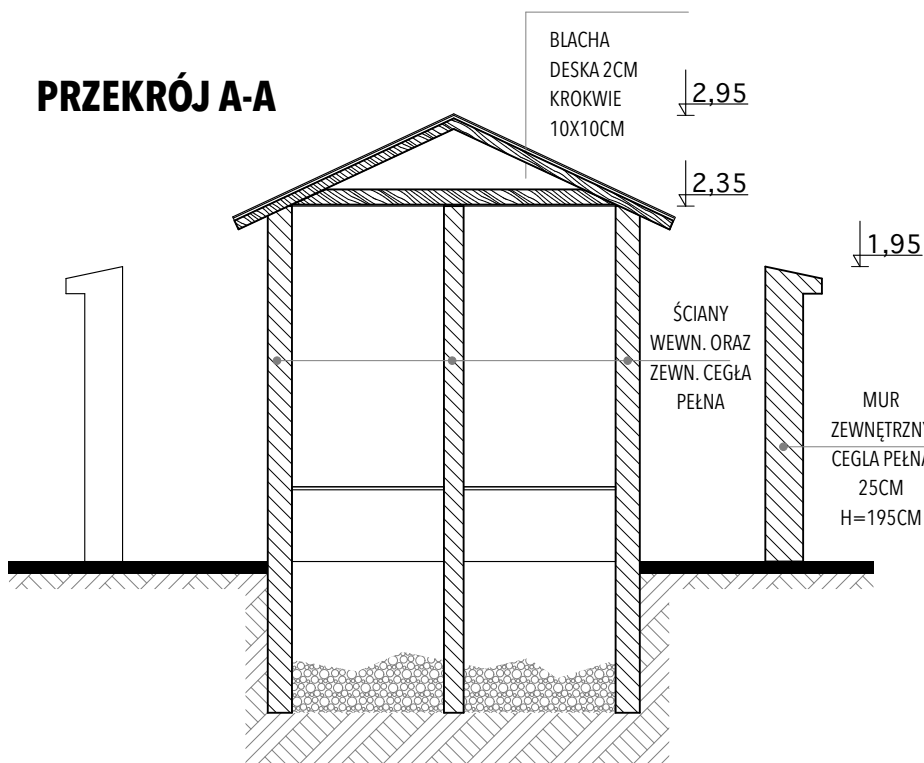 PRZEKRÓJ A-A
BLACHA
DESKA 2CM
KROKWIE
10X10CM
2,95
2,35
1,95
ŚCIANY
WEWN. ORAZ
ZEWN. CEGŁA
PEŁNA
MUR
ZEWNĘTRZNY
CEGLA PEŁNA
25CM
H=195CM